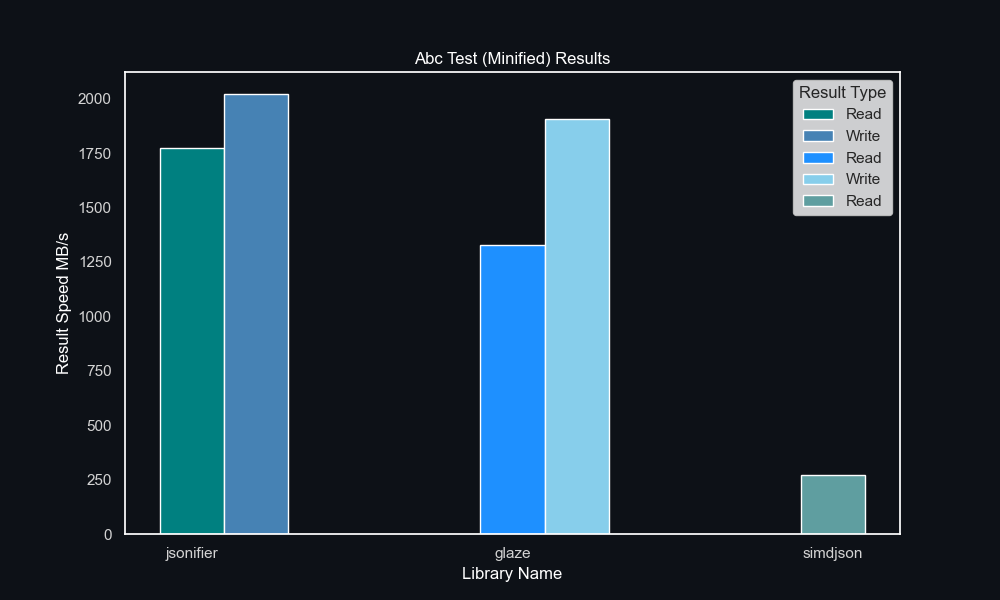 Abc Test (Minified) Results
Result Type
Read
Write
Read
Write
Read
Result Speed MB/s
2000
1750
1500
1250
1000
750
500
250
0
jsonifier
glaze
simdjson
Library Name